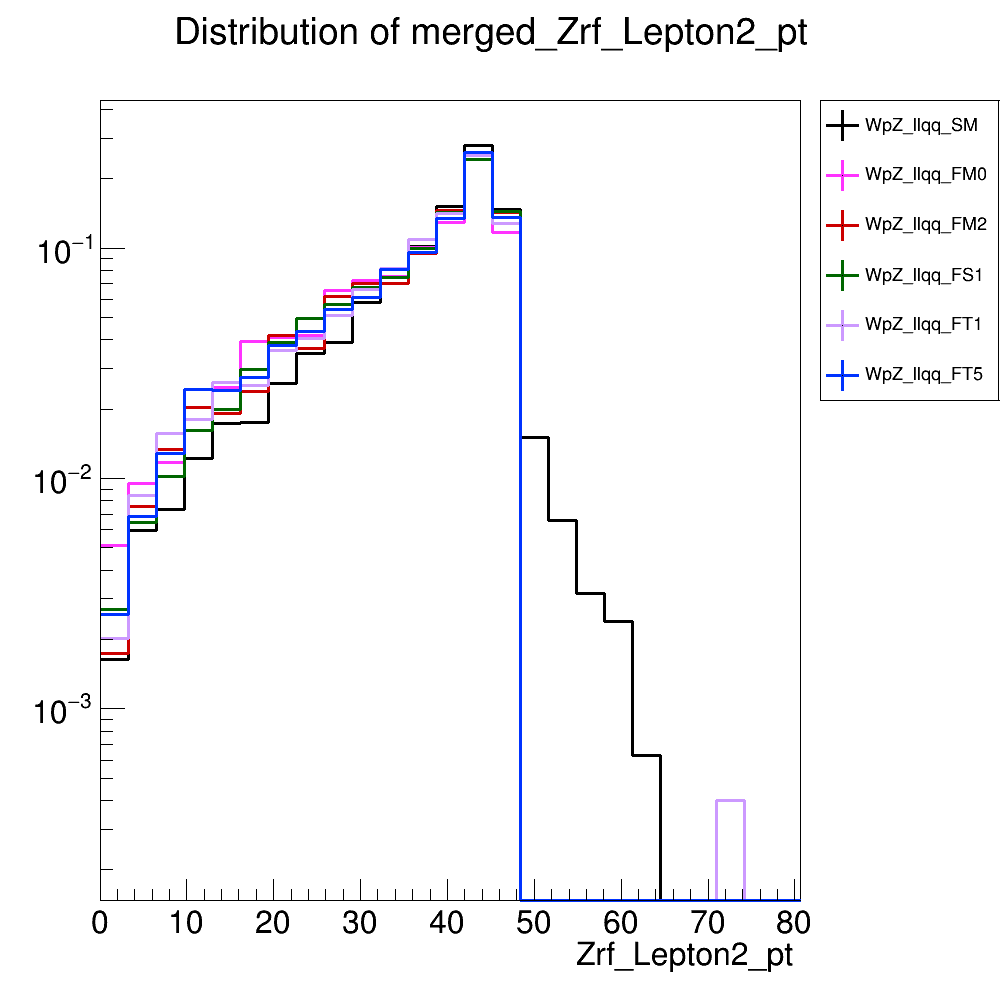 Distribution of merged_Zrf_Lepton2_pt
WpZ_llqq_SM
WpZ_llqq_FM0
WpZ_llqq_FM2
WpZ_llqq_FS1
WpZ_llqq_FT1
WpZ_llqq_FT5
10⁻¹
10⁻²
10⁻³
0 10 20 30 40 50 60 70 80
Zrf_Lepton2_pt